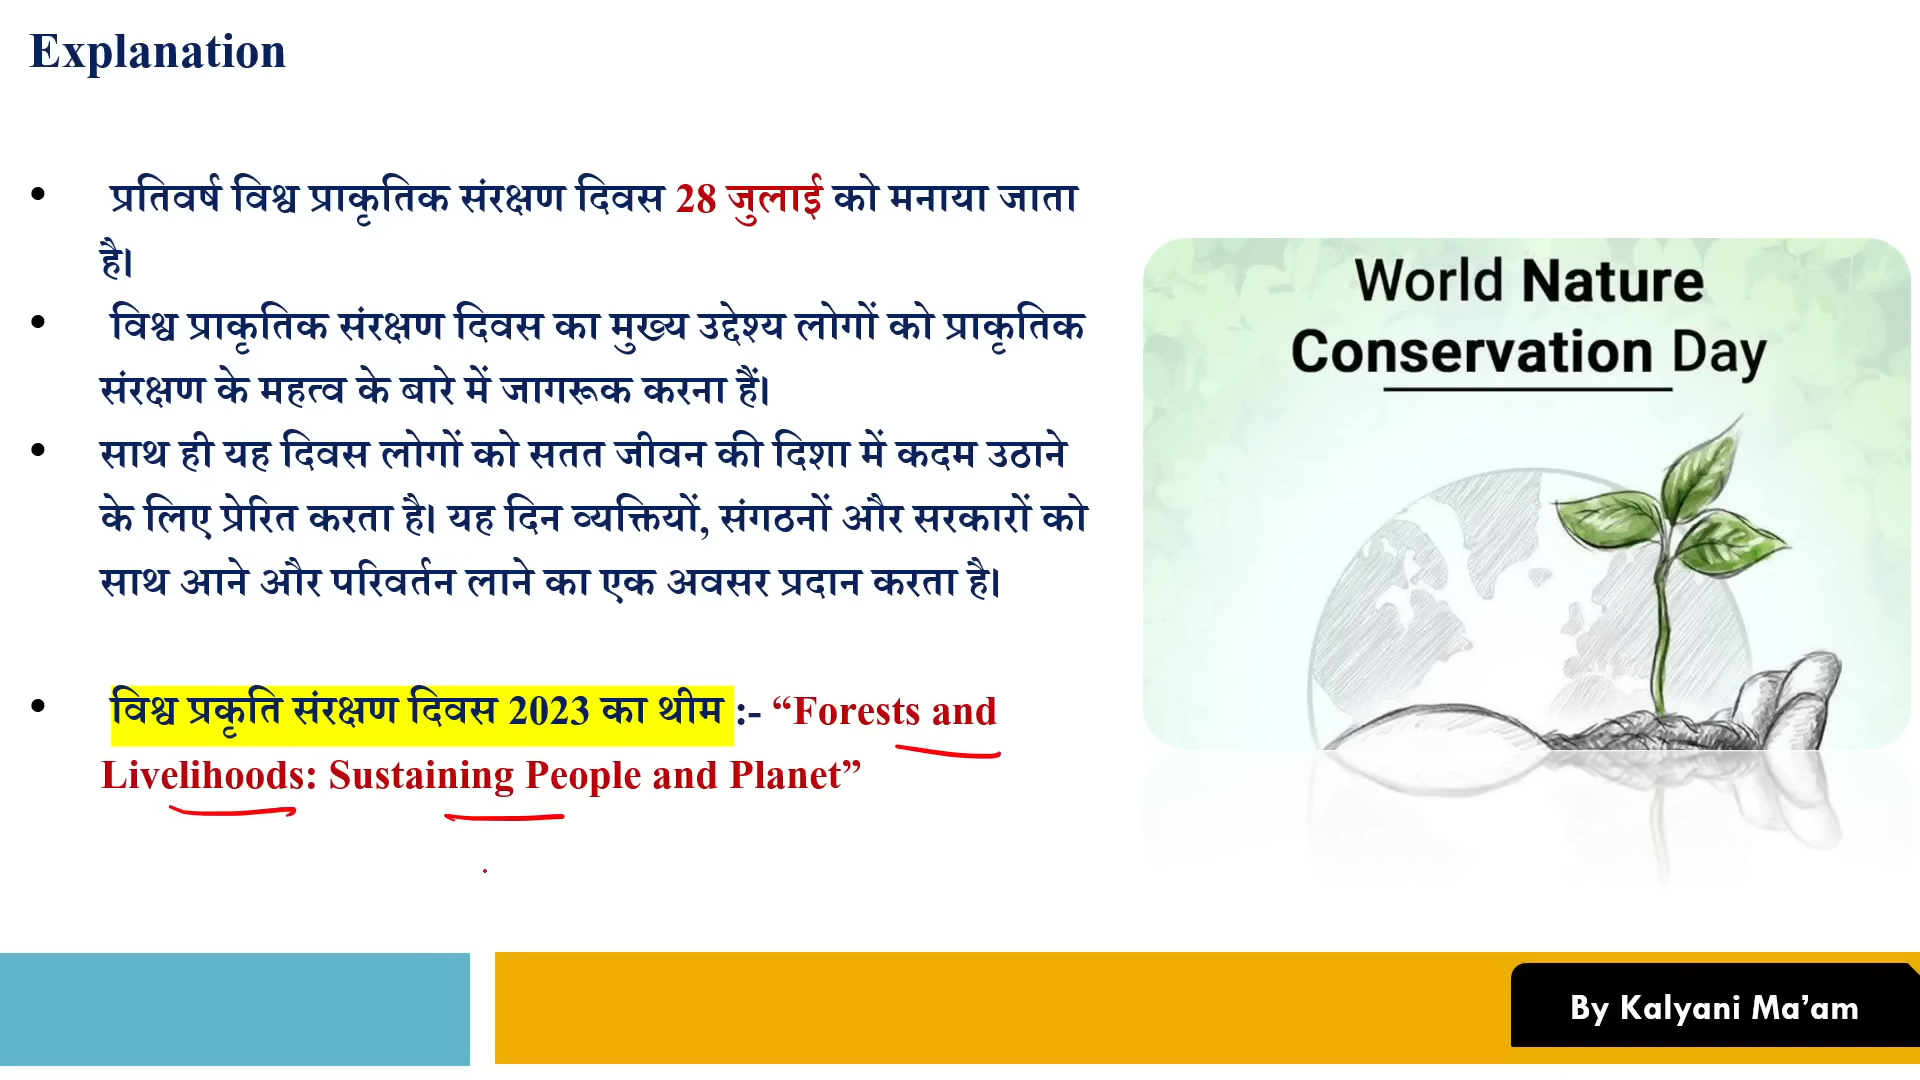 Explanation
• प्रतिवर्ष विश्व प्राकृतिक संरक्षण दिवस 28 जुलाई को मनाया जाता
है।
• विश्व प्राकृतिक संरक्षण दिवस का मुख्य उद्देश्य लोगों को प्राकृतिक
संरक्षण के महत्व के बारे में जागरूक करना हैं।
• साथ ही यह दिवस लोगों को सतत जीवन की दिशा में कदम उठाने
के लिए प्रेरित करता है। यह दिन व्यक्तियों, संगठनों और सरकारों को
साथ आने और परिवर्तन लाने का एक अवसर प्रदान करता है।
• विश्व प्रकृति संरक्षण दिवस 2023 का थीम :- “Forests and
Livelihoods: Sustaining People and Planet”
World Nature
Conservation Day
By Kalyani Ma’am